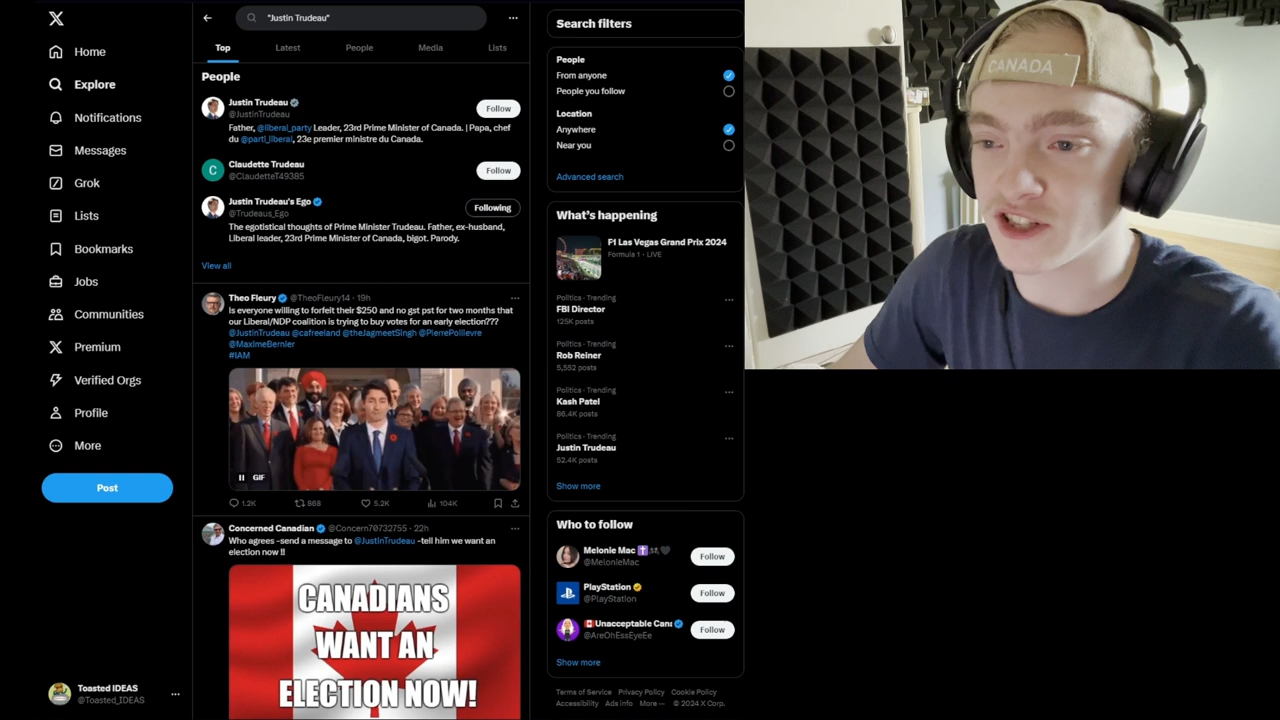 Home
Explore
Notifications
Messages
Grok
Lists
Bookmarks
Jobs
Communities
Premium
Verified Orgs
Profile
More
Post
Toasted IDEAS
@Toasted_IDEAS
"Justin Trudeau"
Top
Latest
People
Media
Lists
People
Justin Trudeau
@JustinTrudeau
Follow
Father, @liberal_party Leader, 23rd Prime Minister of Canada. | Papa, chef
du @parti_liberal, 23e premier ministre du Canada.
C
Claudette Trudeau
@ClaudetteT49385
Follow
Justin Trudeau's Ego
@Trudeaus_Ego
Following
The egotistical thoughts of Prime Minister Trudeau. Father, ex-husband,
Liberal leader, 23rd Prime Minister of Canada, bigot. Parody.
View all
Theo Fleury @TheoFleury14 · 19h
Is everyone willing to forfeit their $250 and no gst pst for two months that
our Liberal/NDP coalition is trying to buy votes for an early election???
@JustinTrudeau @cafreeland @theJagmeetSingh @PierrePoilievre
@MaximeBernier
#IAM
GIF
1.2K
868
5.2K
104K
Concerned Canadian @Concern70732755 · 22h
Who agrees -send a message to @JustinTrudeau -tell him we want an
election now !!
CANADIANS
WANT AN
ELECTION NOW!
Search filters
People
From anyone
People you follow
Location
Anywhere
Near you
Advanced search
What's happening
F1 Las Vegas Grand Prix 2024
Formula 1 · LIVE
Politics · Trending
FBI Director
125K posts
Politics · Trending
Rob Reiner
5,552 posts
Politics · Trending
Kash Patel
86.4K posts
Politics · Trending
Justin Trudeau
52.4K posts
Show more
Who to follow
Melonie Mac
@MelonieMac
Follow
PlayStation
@PlayStation
Follow
Unacceptable
@AreOhEssEyeEe
Follow
Show more
Terms of Service Privacy Policy Cookie Policy
Accessibility Ads info More ··· © 2024 X Corp.
CANADA